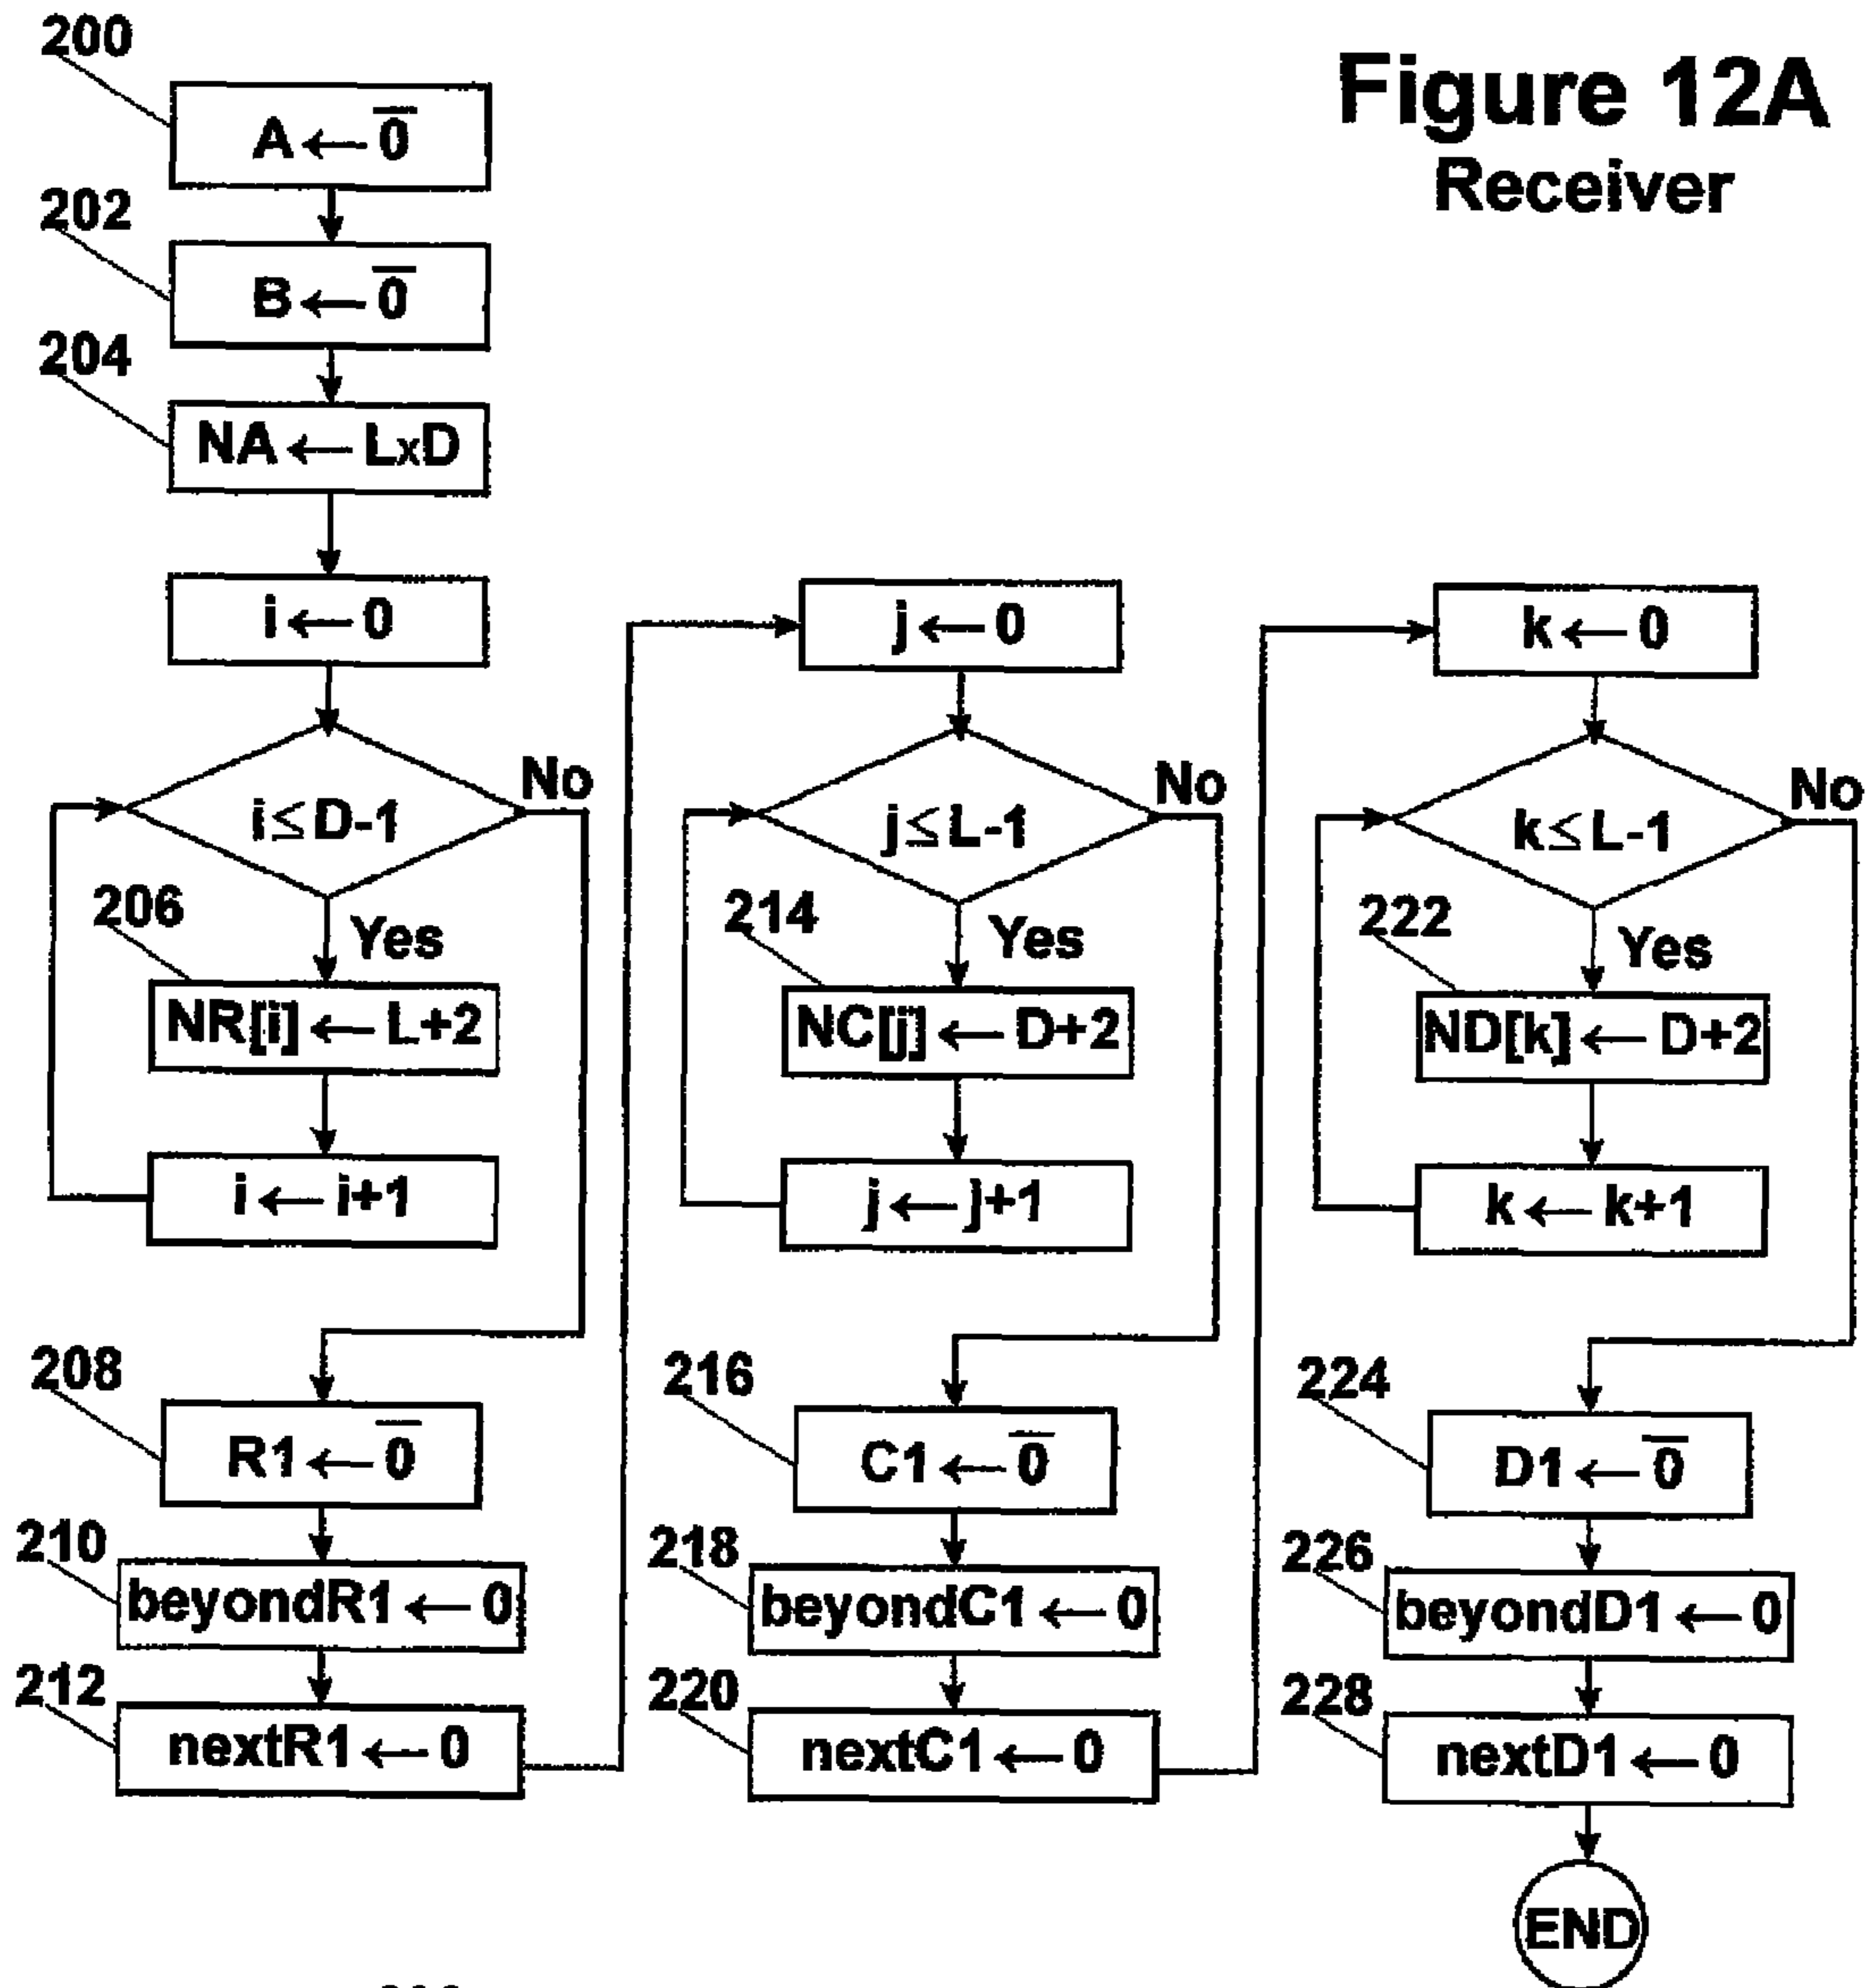 Figure 12A
Receiver
200
A ← 0̅
202
B ← 0̅
204
NA ← LxD
i ← 0
i ≤ D-1
No
206
Yes
NR[i] ← L+2
i ← i+1
208
R1 ← 0̅
210
beyondR1 ← 0
212
nextR1 ← 0
j ← 0
j ≤ L-1
No
214
Yes
NC[j] ← D+2
j ← j+1
216
C1 ← 0̅
218
beyondC1 ← 0
220
nextC1 ← 0
k ← 0
k ≤ L-1
No
222
Yes
ND[k] ← D+2
k ← k+1
224
D1 ← 0̅
226
beyondD1 ← 0
228
nextD1 ← 0
END